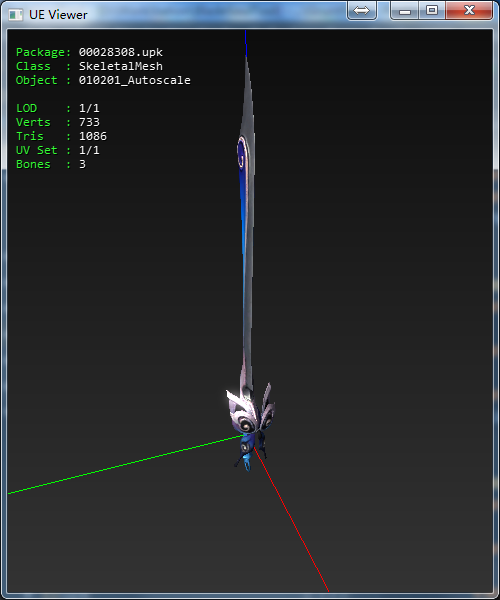 UE Viewer
Package: 00028308.upk
Class  : SkeletalMesh
Object : 010201_Autoscale
LOD    : 1/1
Verts  : 733
Tris   : 1086
UV Set : 1/1
Bones  : 3